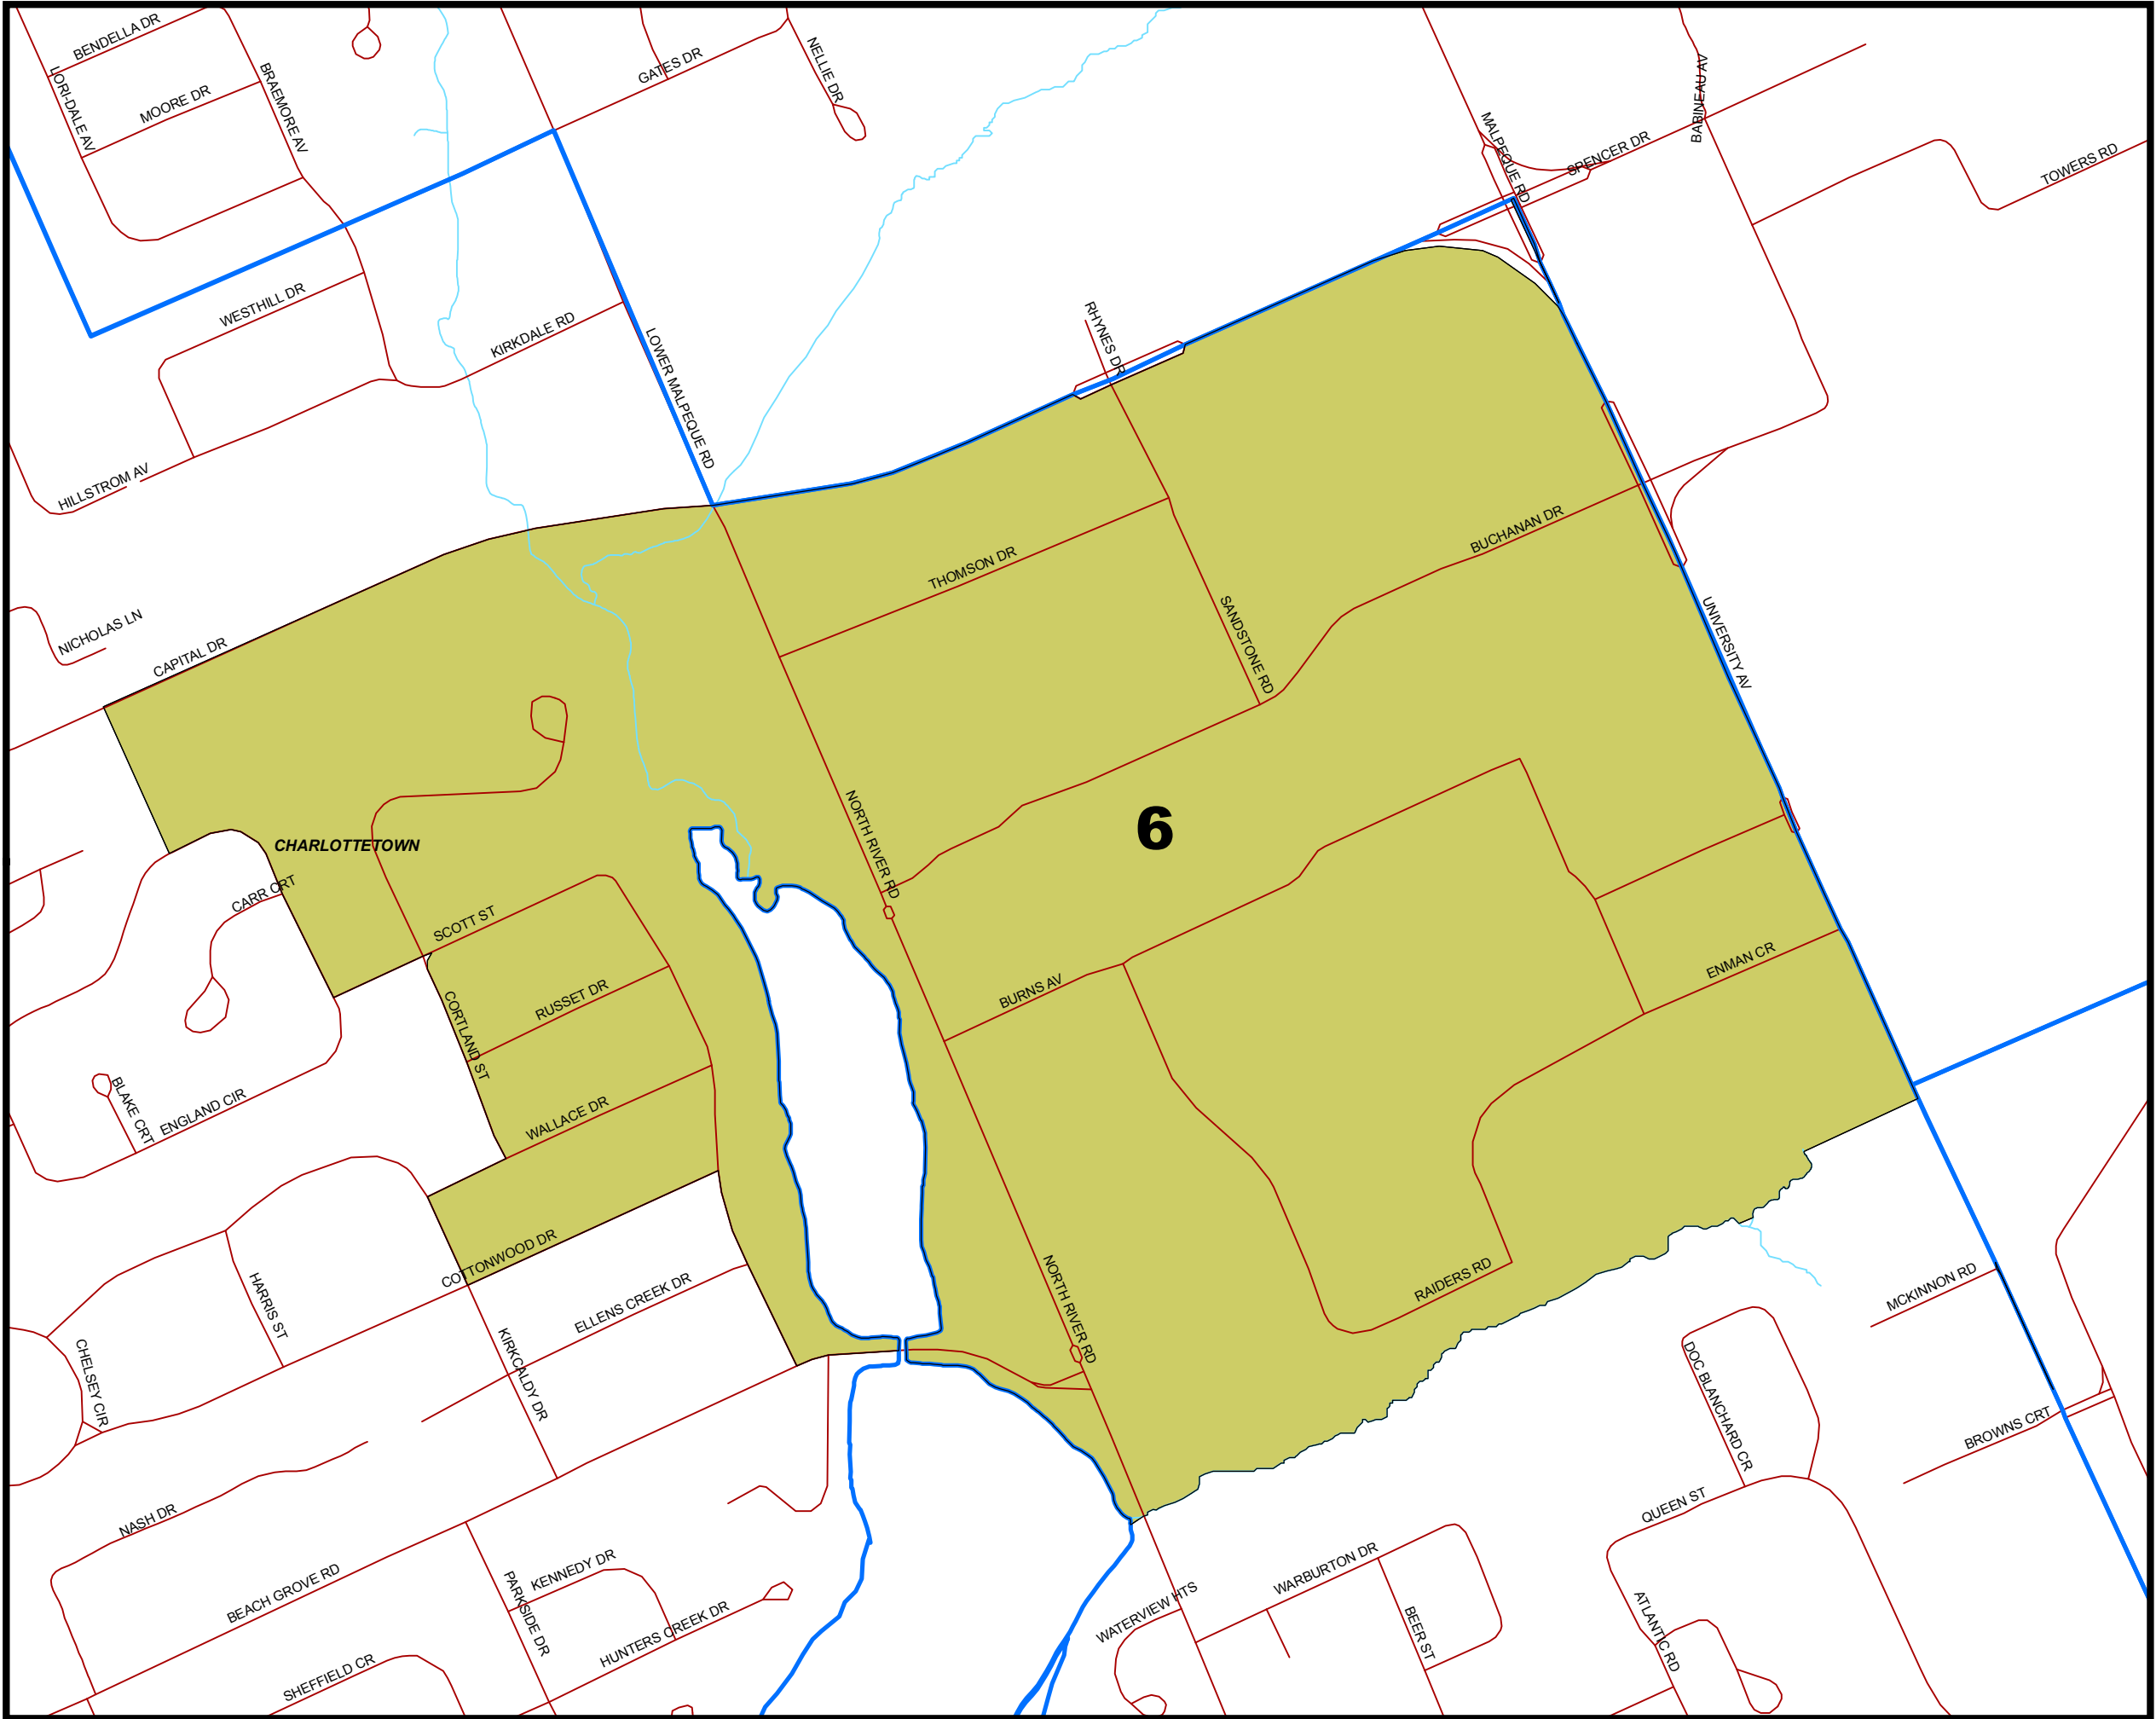 BENDELLA DR
LORI-DALE AV
MOORE DR
BRAEMORE AV
GATES DR
NELLIE DR
MALPEQUE RD
SPENCER DR
BABINEAU AV
TOWERS RD
WESTHILL DR
KIRKDALE RD
LOWER MALPEQUE RD
RHYNES DR
HILLSTROM AV
THOMSON DR
BUCHANAN DR
SANDSTONE RD
UNIVERSITY AV
NICHOLAS LN
CAPITAL DR
NORTH RIVER RD
6
CHARLOTTETOWN
CARR CRT
SCOTT ST
RUSSET DR
CORTLAND ST
BURNS AV
ENMAN CR
BLAKE CRT
ENGLAND CIR
WALLACE DR
COTTONWOOD DR
HARRIS ST
ELLENS CREEK DR
NORTH RIVER RD
RAIDERS RD
MCKINNON RD
CHELSEY CIR
KIRKCALDY DR
DOC BLANCHARD CR
BROWNS CRT
NASH DR
QUEEN ST
BEACH GROVE RD
KENNEDY DR
PARKSIDE DR
HUNTERS CREEK DR
SHEFFIELD CR
WATERVIEW HTS
WARBURTON DR
BEER ST
ATLANTIC RD